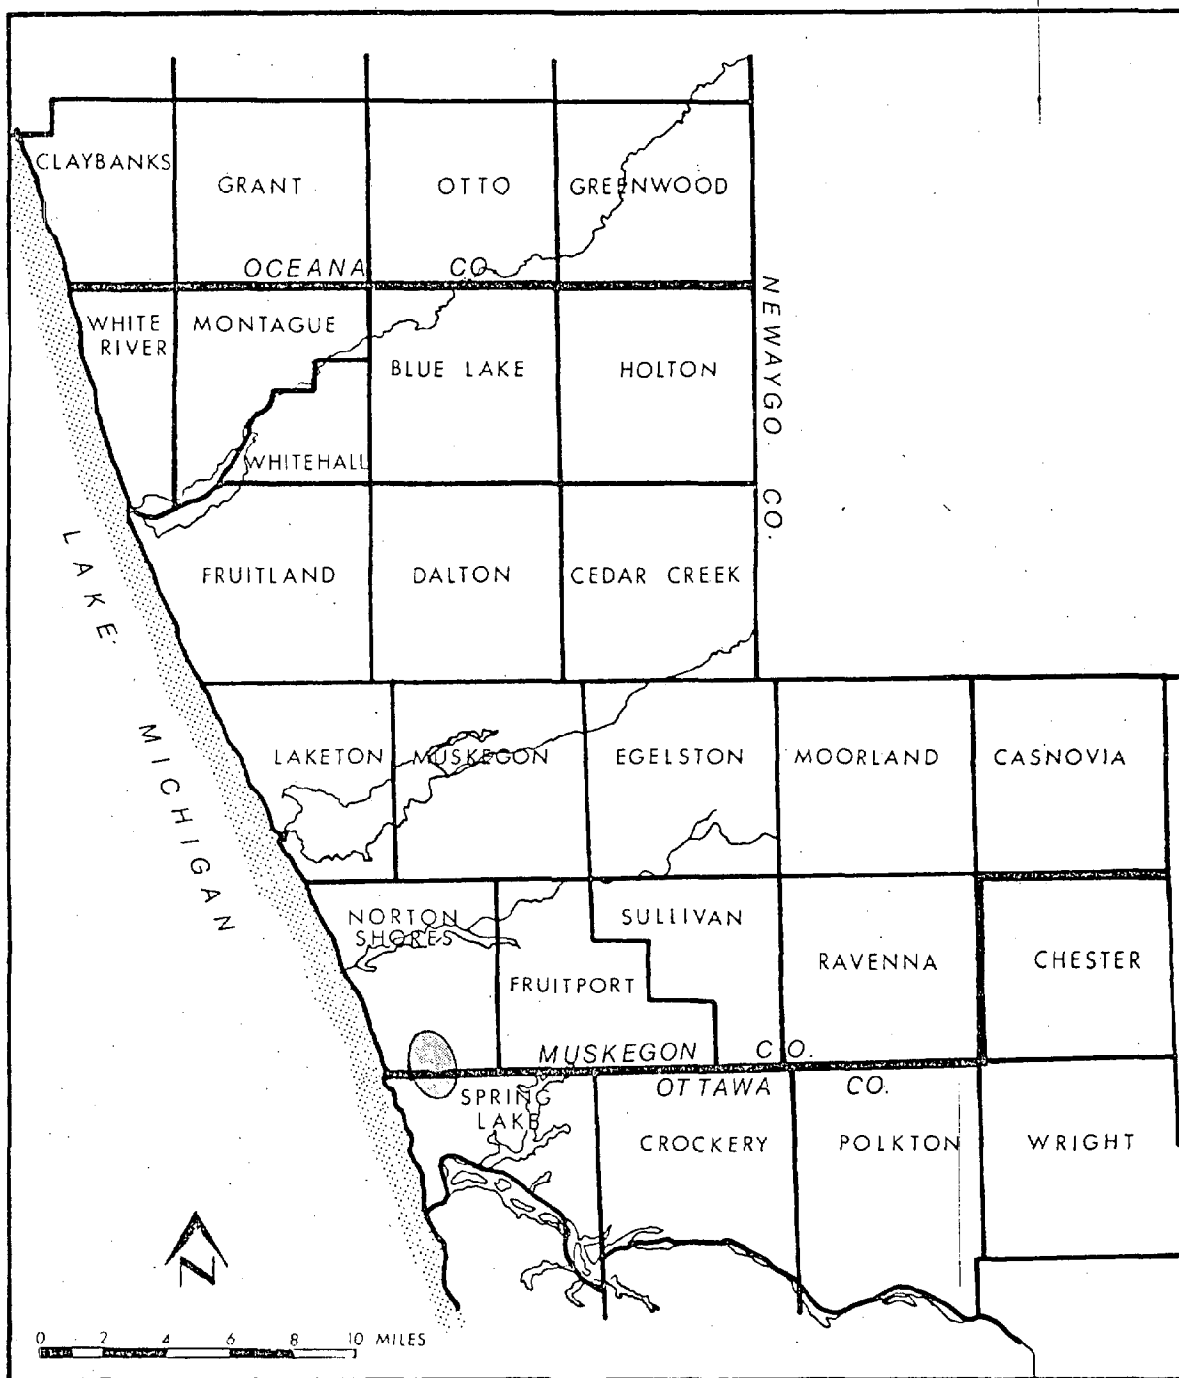 CLAYBANKS
GRANT
OTTO
GREENWOOD
OCEANA CO.
NEWAYGO CO.
WHITE
RIVER
MONTAGUE
BLUE LAKE
HOLTON
WHITEHALL
LAKE MICHIGAN
FRUITLAND
DALTON
CEDAR CREEK
LAKETON
MUSKEGON
EGELSTON
MOORLAND
CASNOVIA
NORTON
SHORES
SULLIVAN
FRUITPORT
RAVENNA
CHESTER
MUSKEGON CO.
OTTAWA CO.
SPRING
LAKE
CROCKERY
POLKTON
WRIGHT
N
0 2 4 6 8 10 MILES